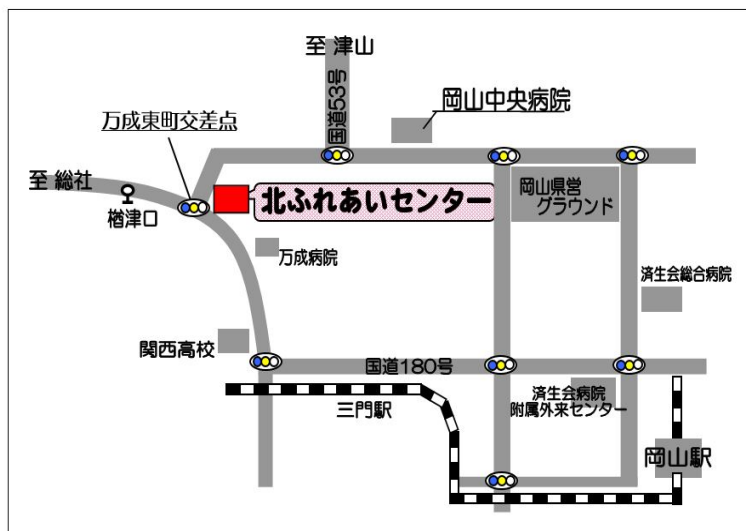 至 津山
国道53号
岡山中央病院
万成東町交差点
至 総社
楢津口
北ふれあいセンター
岡山県営
グラウンド
万成病院
済生会総合病院
関西高校
国道180号
三門駅
済生会病院
附属外来センター
岡山駅